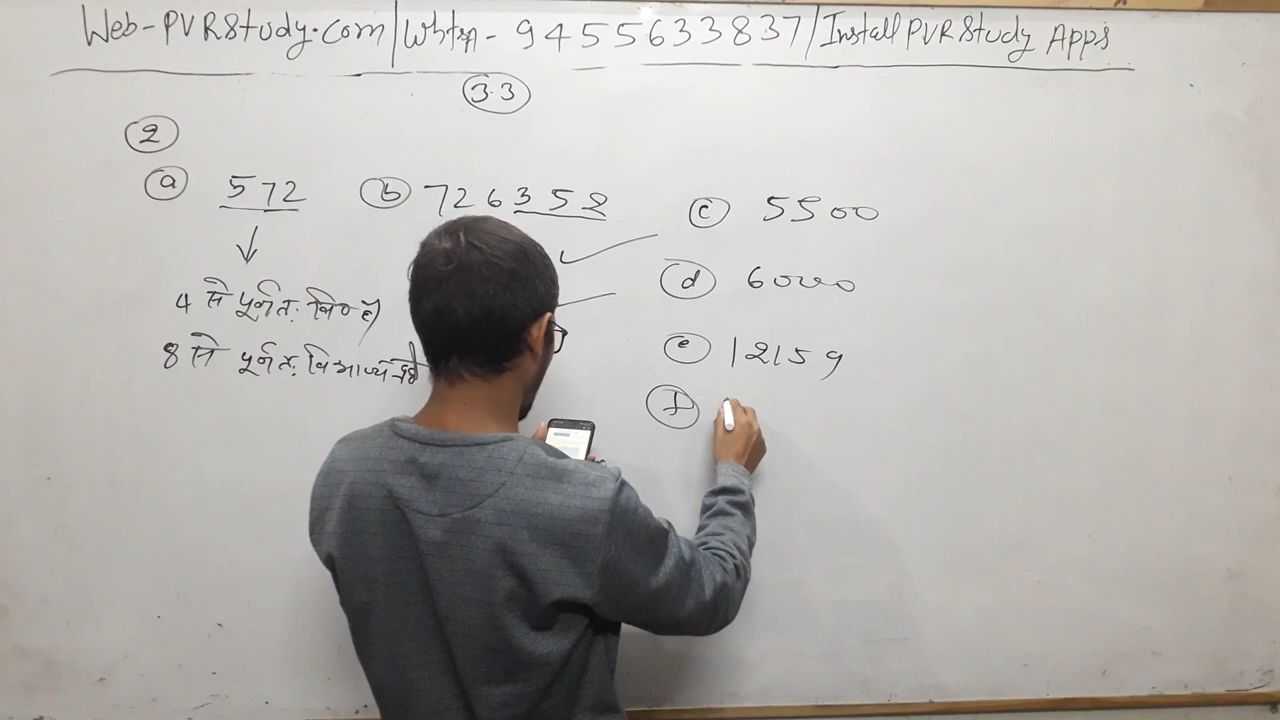 Web-PVRStudy.com/Whtsp-9455633837/Install PVR Study Apps
3.3
2
a 572 b 726352 c 5500
d 6000
4 से पूर्णतः वि० है)
e 12159
8 से पूर्णतः विभाज्य नहीं
f